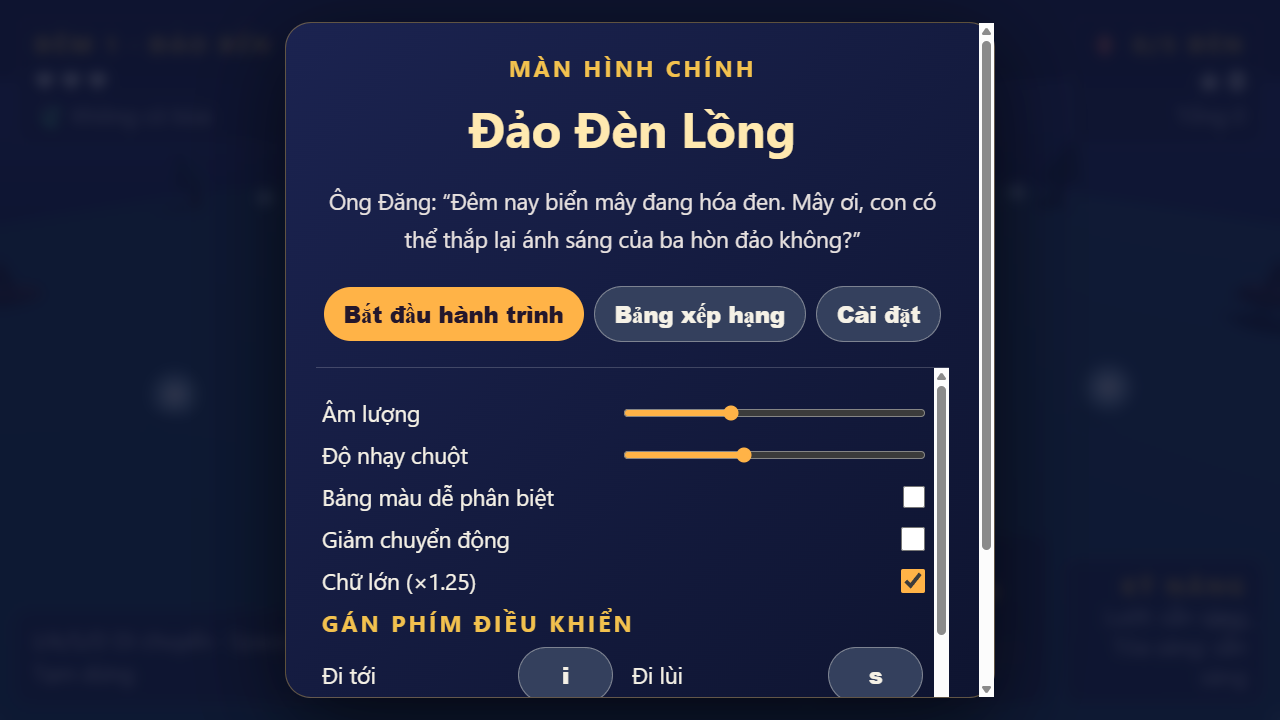 MÀN HÌNH CHÍNH
Đảo Đèn Lồng
Ông Đăng: “Đêm nay biển mây đang hóa đen. Mây ơi, con có
thể thắp lại ánh sáng của ba hòn đảo không?”
Bắt đầu hành trình
Bảng xếp hạng
Cài đặt
Âm lượng
Độ nhạy chuột
Bảng màu dễ phân biệt
Giảm chuyển động
Chữ lớn (×1.25)
GÁN PHÍM ĐIỀU KHIỂN
Đi tới i Đi lùi s